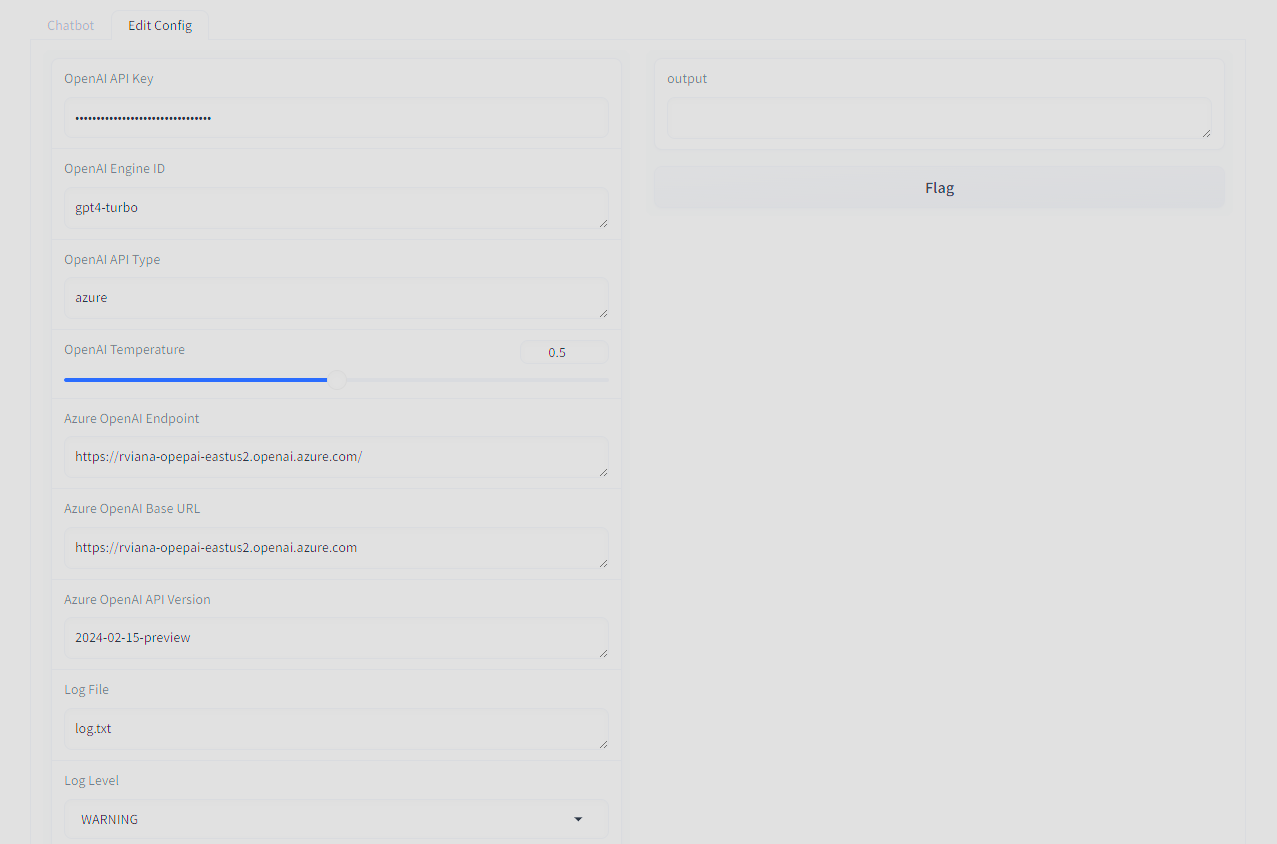 Chatbot
Edit Config
OpenAI API Key
••••••••••••••••••••••••••••••••
OpenAI Engine ID
gpt4-turbo
OpenAI API Type
azure
OpenAI Temperature
0.5
Azure OpenAI Endpoint
https://rviana-opepai-eastus2.openai.azure.com/
Azure OpenAI Base URL
https://rviana-opepai-eastus2.openai.azure.com
Azure OpenAI API Version
2024-02-15-preview
Log File
log.txt
Log Level
WARNING
output
Flag